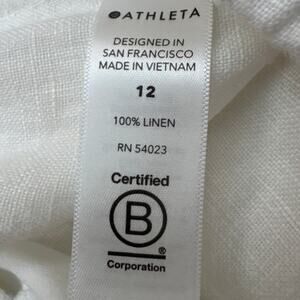 ATHLETA
DESIGNED IN
SAN FRANCISCO
MADE IN VIETNAM
12
100% LINEN
RN 54023
Certified
B
Corporation